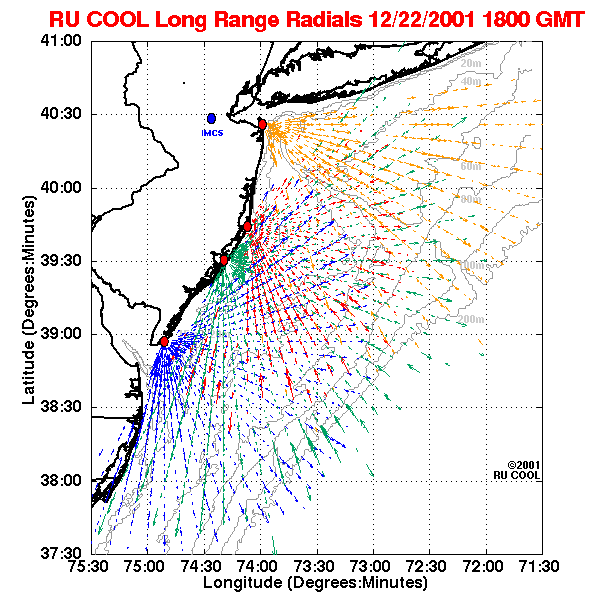 RU COOL Long Range Radials 12/22/2001 1800 GMT
41:00
40:30
40:00
39:30
39:00
38:30
38:00
37:30
Latitude (Degrees:Minutes)
20m
40m
IMCS
60m
200m
©2001
RU COOL
75:30 75:00 74:30 74:00 73:30 73:00 72:30 72:00 71:30
Longitude (Degrees:Minutes)